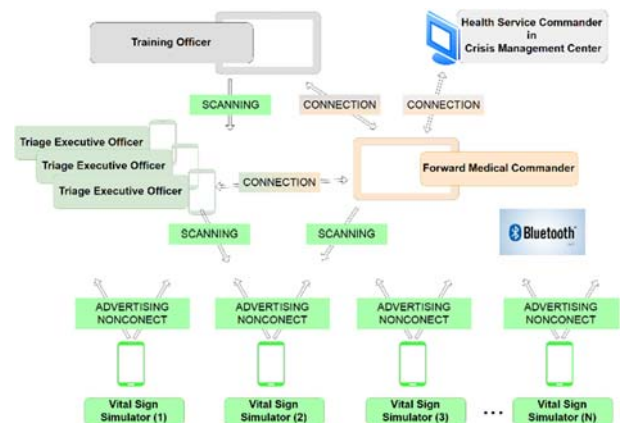 Training Officer
Health Service Commander
in
Crisis Management Center
SCANNING
CONNECTION
CONNECTION
Triage Executive Officer
Triage Executive Officer
Triage Executive Officer
CONNECTION
Forward Medical Commander
SCANNING
SCANNING
Bluetooth
ADVERTISING
NONCONECT
ADVERTISING
NONCONECT
ADVERTISING
NONCONECT
ADVERTISING
NONCONECT
Vital Sign
Simulator (1)
Vital Sign
Simulator (2)
Vital Sign
Simulator (3)
...
Vital Sign
Simulator (N)